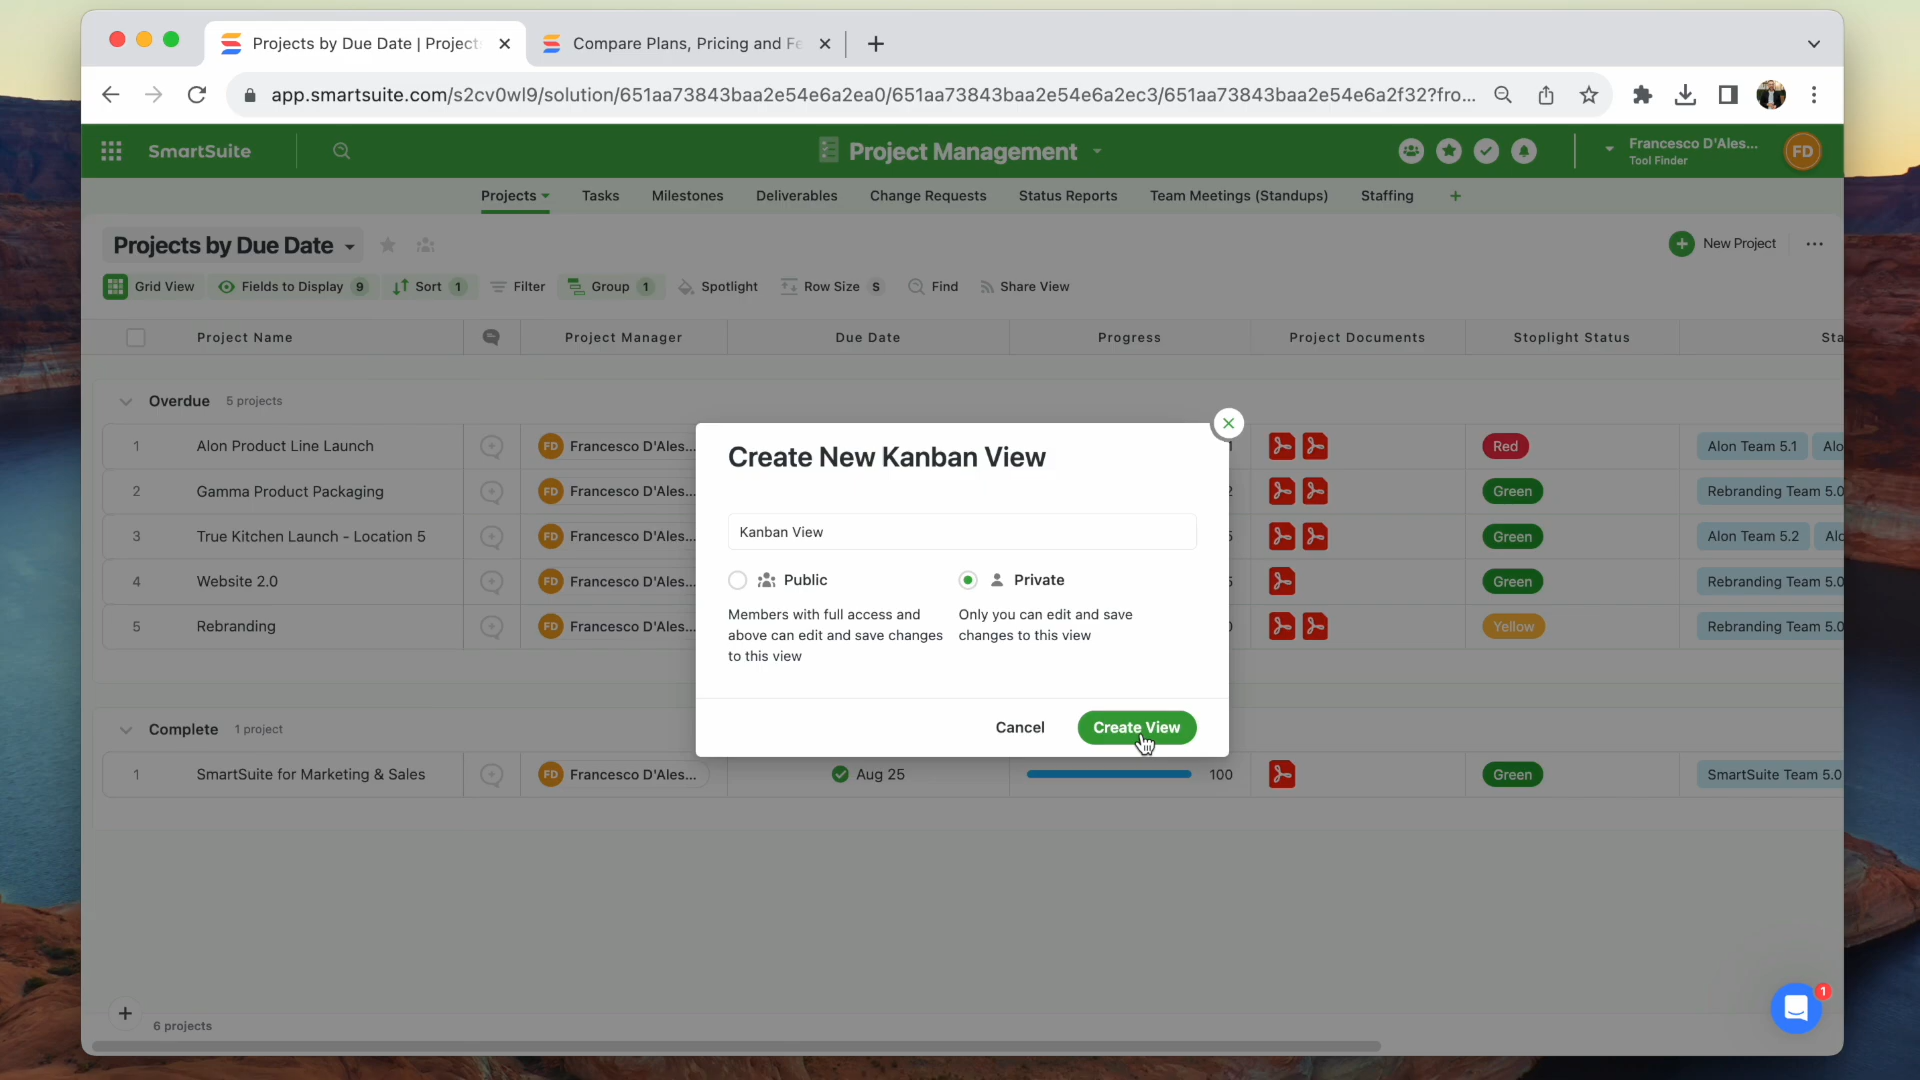 Projects by Due Date | Project
Compare Plans, Pricing and Fe
app.smartsuite.com/s2cv0wl9/solution/651aa73843baa2e54e6a2ea0/651aa73843baa2e54e6a2ec3/651aa73843baa2e54e6a2f32?fro...
SmartSuite
Project Management
Francesco D'Ales...
Tool Finder
FD
Projects
Tasks
Milestones
Deliverables
Change Requests
Status Reports
Team Meetings (Standups)
Staffing
Projects by Due Date
New Project
Grid View
Fields to Display 9
Sort 1
Filter
Group 1
Spotlight
Row Size S
Find
Share View
Project Name
Project Manager
Due Date
Progress
Project Documents
Stoplight Status
Sta
Overdue 5 projects
1 Alon Product Line Launch FD Francesco D'Ales... Red Alon Team 5.1 Alo
2 Gamma Product Packaging FD Francesco D'Ales... Green Rebranding Team 5.0
3 True Kitchen Launch - Location 5 FD Francesco D'Ales... Green Alon Team 5.2 Alo
4 Website 2.0 FD Francesco D'Ales... Green Rebranding Team 5.0
5 Rebranding FD Francesco D'Ales... Yellow Rebranding Team 5.0
Create New Kanban View
Kanban View
Public
Members with full access and
above can edit and save changes
to this view
Private
Only you can edit and save
changes to this view
Cancel
Create View
Complete 1 project
1 SmartSuite for Marketing & Sales FD Francesco D'Ales... Aug 25 100 Green SmartSuite Team 5.0
6 projects
1